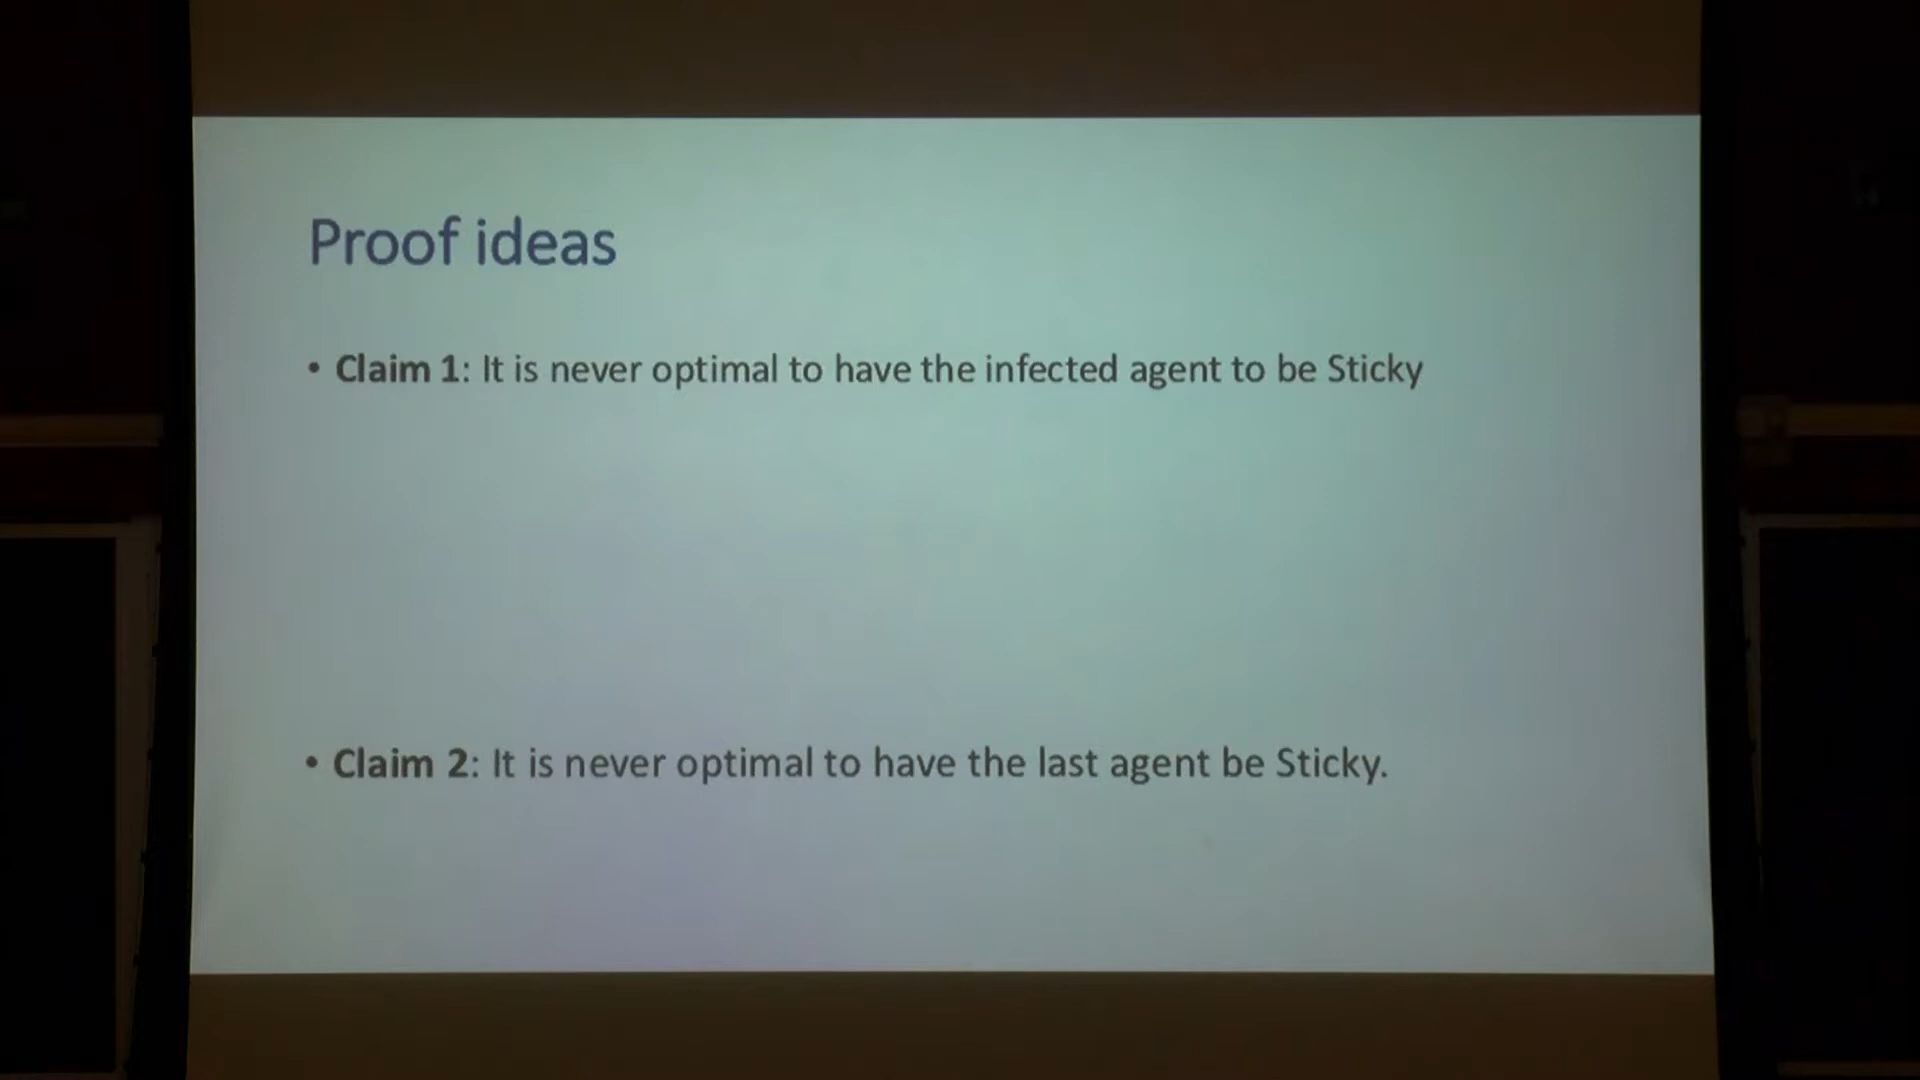 Proof ideas
• Claim 1: It is never optimal to have the infected agent to be Sticky
• Claim 2: It is never optimal to have the last agent be Sticky.